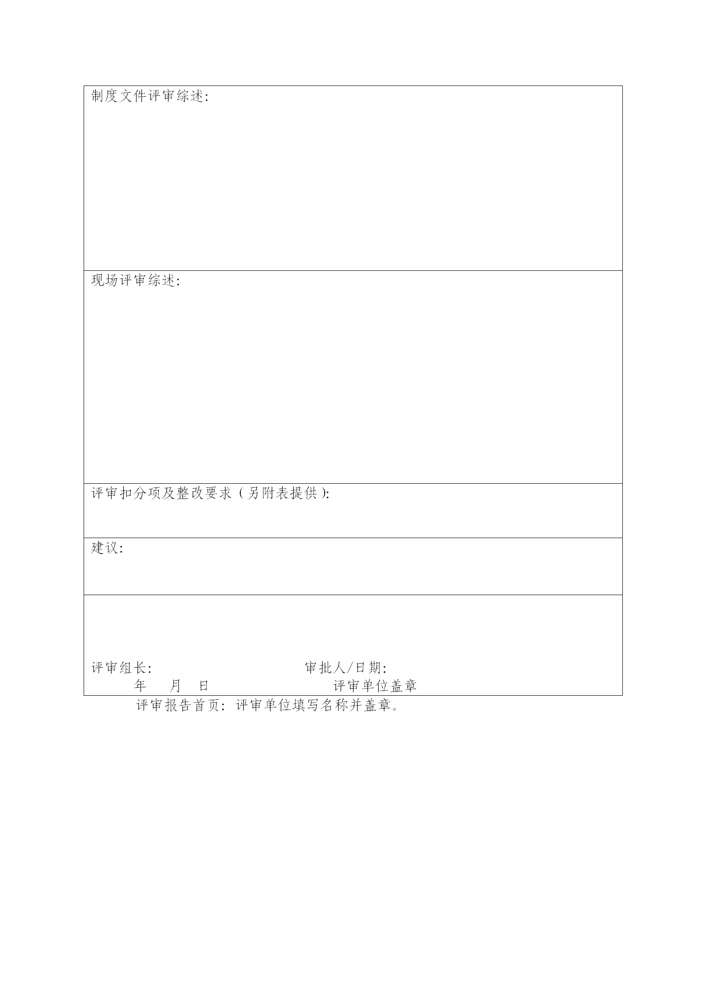 制度文件评审综述：
现场评审综述：
评审扣分项及整改要求（另附表提供）：
建议：
评审组长： 审批人/日期：
年 月 日 评审单位盖章
评审报告首页：评审单位填写名称并盖章。